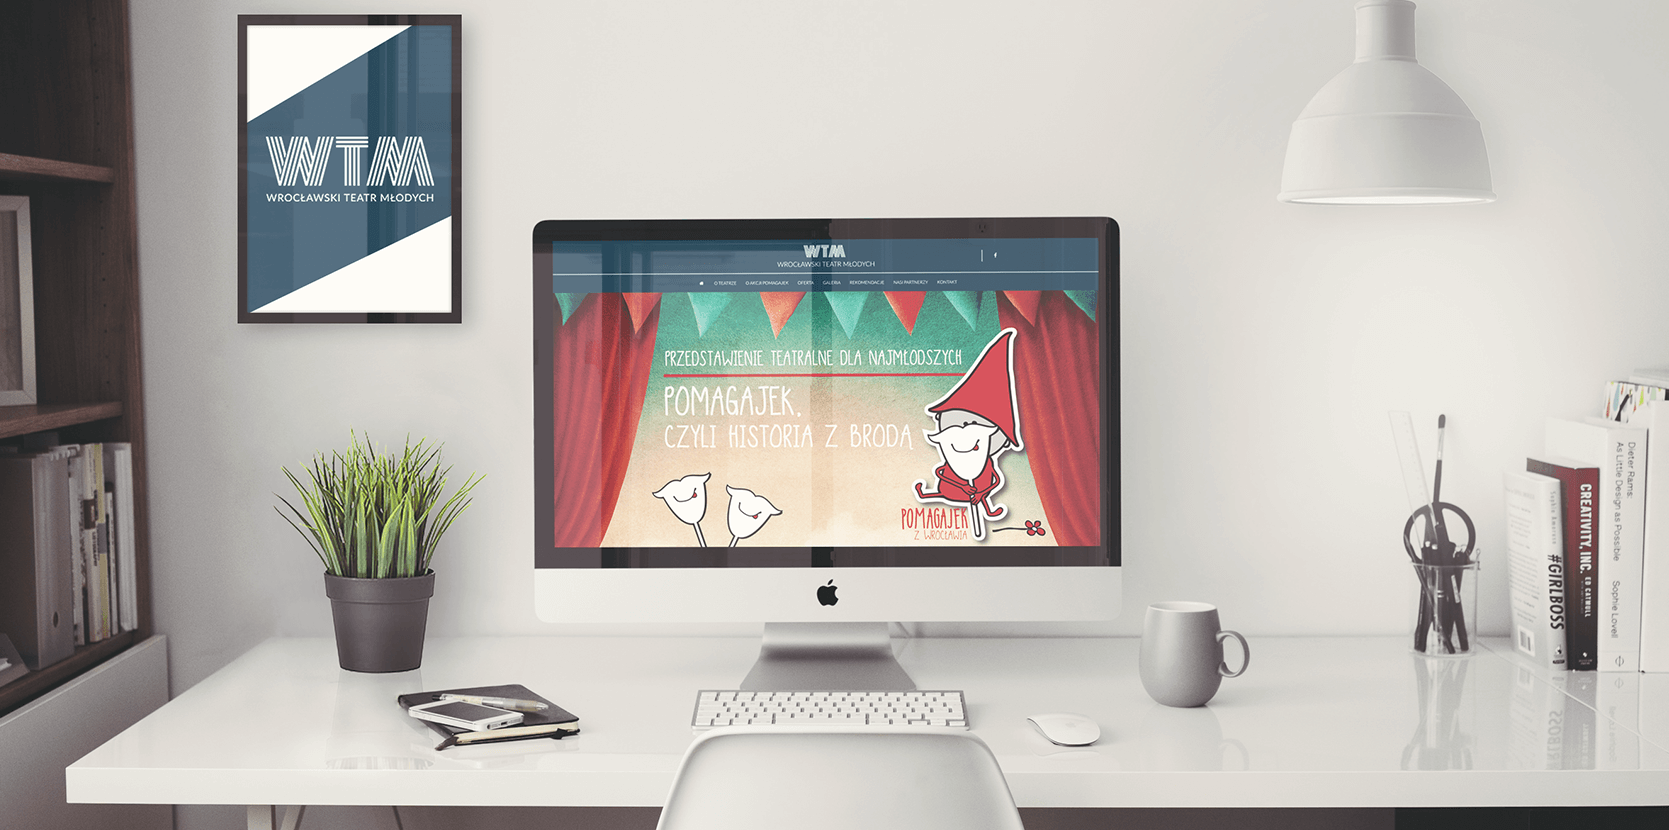 WTM
WROCŁAWSKI TEATR MŁODYCH
WTM
WROCŁAWSKI TEATR MŁODYCH
O TEATRZE O AKCJI POMAGAJEK OFERTA GALERIA REKOMENDACJE NASI PARTNERZY KONTAKT
PRZEDSTAWIENIE TEATRALNE DLA NAJMŁODSZYCH
POMAGAJEK,
CZYLI HISTORIA Z BRODĄ
POMAGAJEK
Z WROCŁAWIA
Sophia Amoruso #GIRLBOSS
CREATIVITY, INC. ED CATMULL
Dieter Rams:
As Little Design as Possible Sophie Lovell